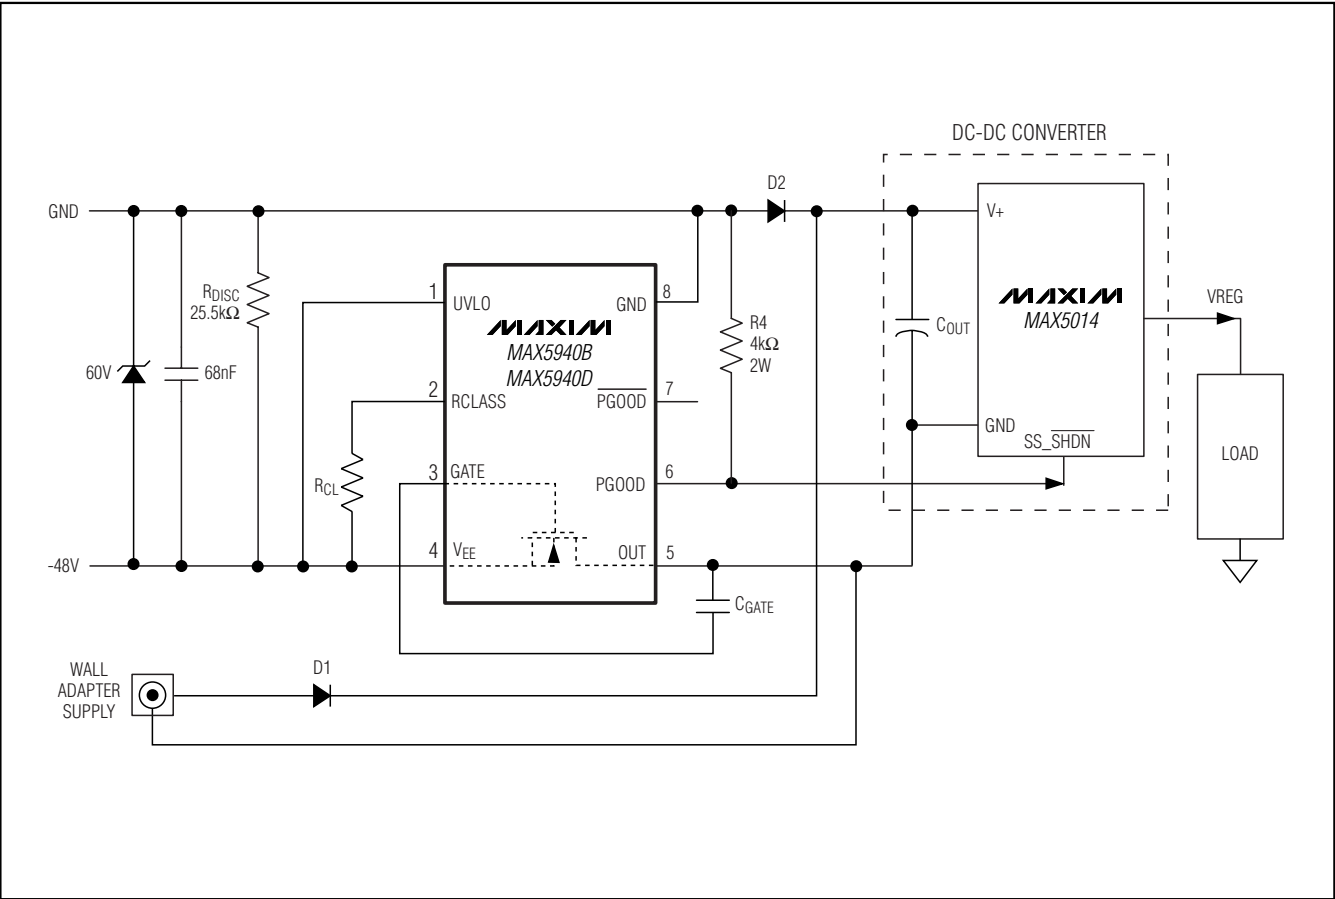 DC-DC CONVERTER
D2
GND
V+
RDISC
25.5kΩ
1
UVLO
GND
8
MAXIM
MAX5940B
MAX5940D
R4
4kΩ
2W
COUT
MAXIM
MAX5014
VREG
60V
68nF
2
RCLASS
PGOOD
7
GND
SS_SHDN
LOAD
RCL
3
GATE
PGOOD
6
-48V
4
VEE
OUT
5
CGATE
WALL
ADAPTER
SUPPLY
D1